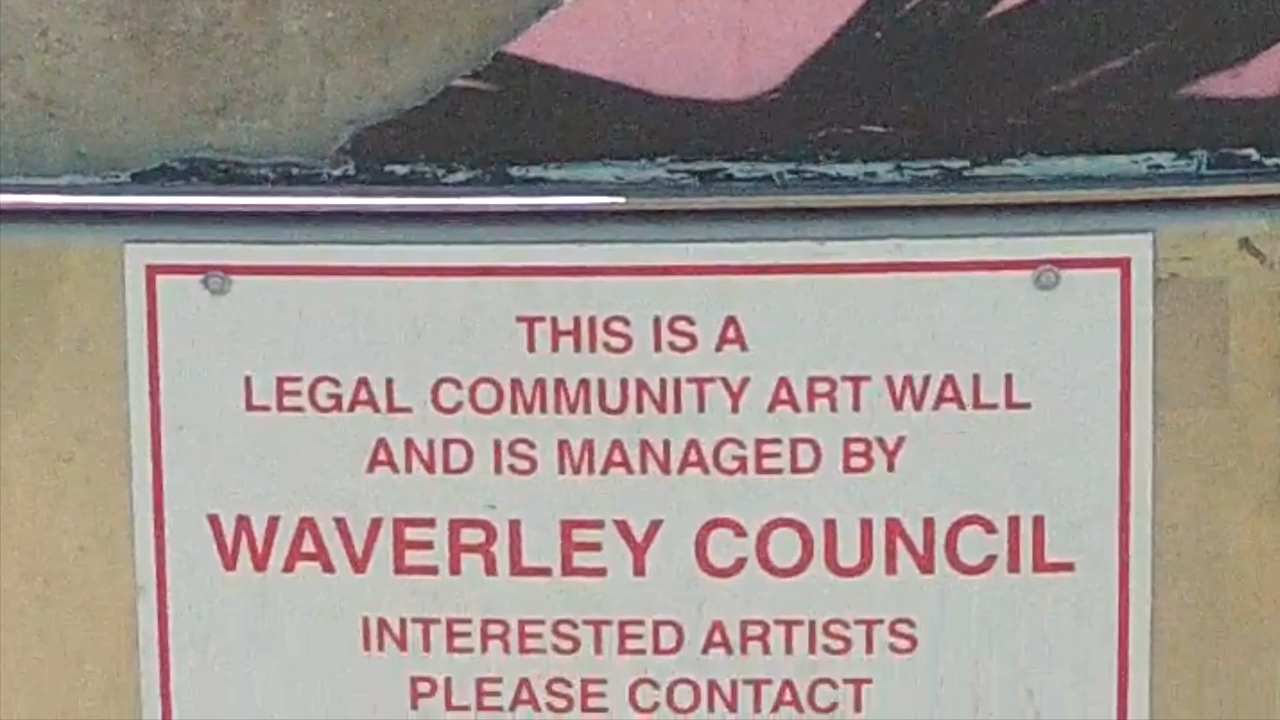 THIS IS A
LEGAL COMMUNITY ART WALL
AND IS MANAGED BY
WAVERLEY COUNCIL
INTERESTED ARTISTS
PLEASE CONTACT